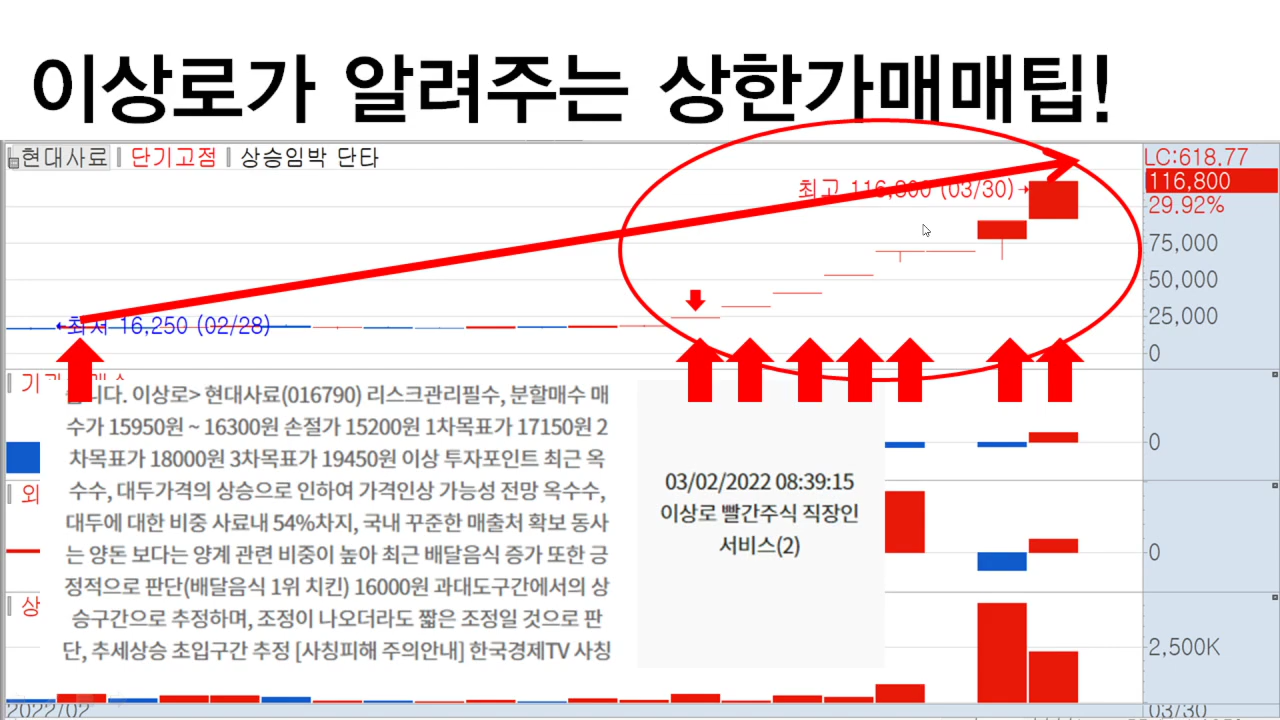 이상로가 알려주는 상한가매매팁!
현대사료 단기고점 상승임박 단타
LC:618.77
116,800
29.92%
최고 116,800 (03/30)
75,000
50,000
25,000
0
최저 16,250 (02/28)
니다. 이상로> 현대사료(016790) 리스크관리필수, 분할매수 매
수가 15950원 ~ 16300원 손절가 15200원 1차목표가 17150원 2
차목표가 18000원 3차목표가 19450원 이상 투자포인트 최근 옥
수수, 대두가격의 상승으로 인하여 가격인상 가능성 전망 옥수수,
대두에 대한 비중 사료내 54%차지, 국내 꾸준한 매출처 확보 동사
는 양돈 보다는 양계 관련 비중이 높아 최근 배달음식 증가 또한 긍
정적으로 판단(배달음식 1위 치킨) 16000원 과대도구간에서의 상
승구간으로 추정하며, 조정이 나오더라도 짧은 조정일 것으로 판
단, 추세상승 초입구간 추정 [사칭피해 주의안내] 한국경제TV 사칭
03/02/2022 08:39:15
이상로 빨간주식 직장인
서비스(2)
0
외
0
상
2,500K
2022/02
03/30